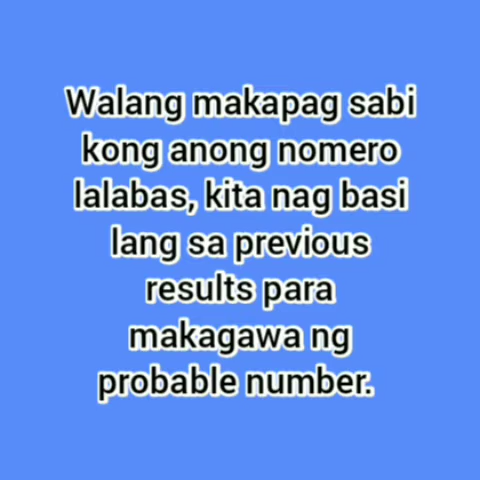 Walang makapag sabi
kong anong nomero
lalabas, kita nag basi
lang sa previous
results para
makagawa ng
probable number.